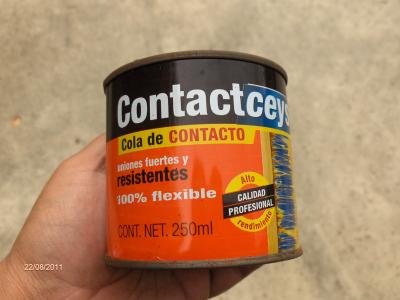 Contactceys
Cola de CONTACTO
uniones fuertes y
resistentes
100% flexible
CONT. NET. 250ml
Alto
CALIDAD
PROFESIONAL
rendimiento
22/08/2011